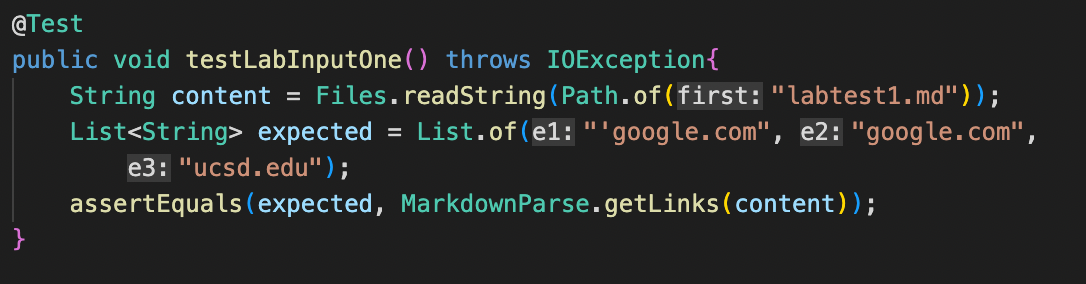 @Test
public void testLabInputOne() throws IOException{
String content = Files.readString(Path.of(first: "labtest1.md"));
List<String> expected = List.of(e1: "'google.com", e2: "google.com",
e3: "ucsd.edu");
assertEquals(expected, MarkdownParse.getLinks(content));
}